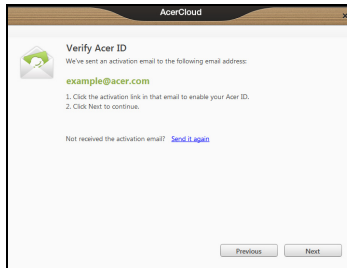 AcerCloud
Verify Acer ID
We've sent an activation email to the following email address:
example@acer.com
1. Click the activation link in that email to enable your Acer ID.
2. Click Next to continue.
Not received the activation email? Send it again
Previous Next